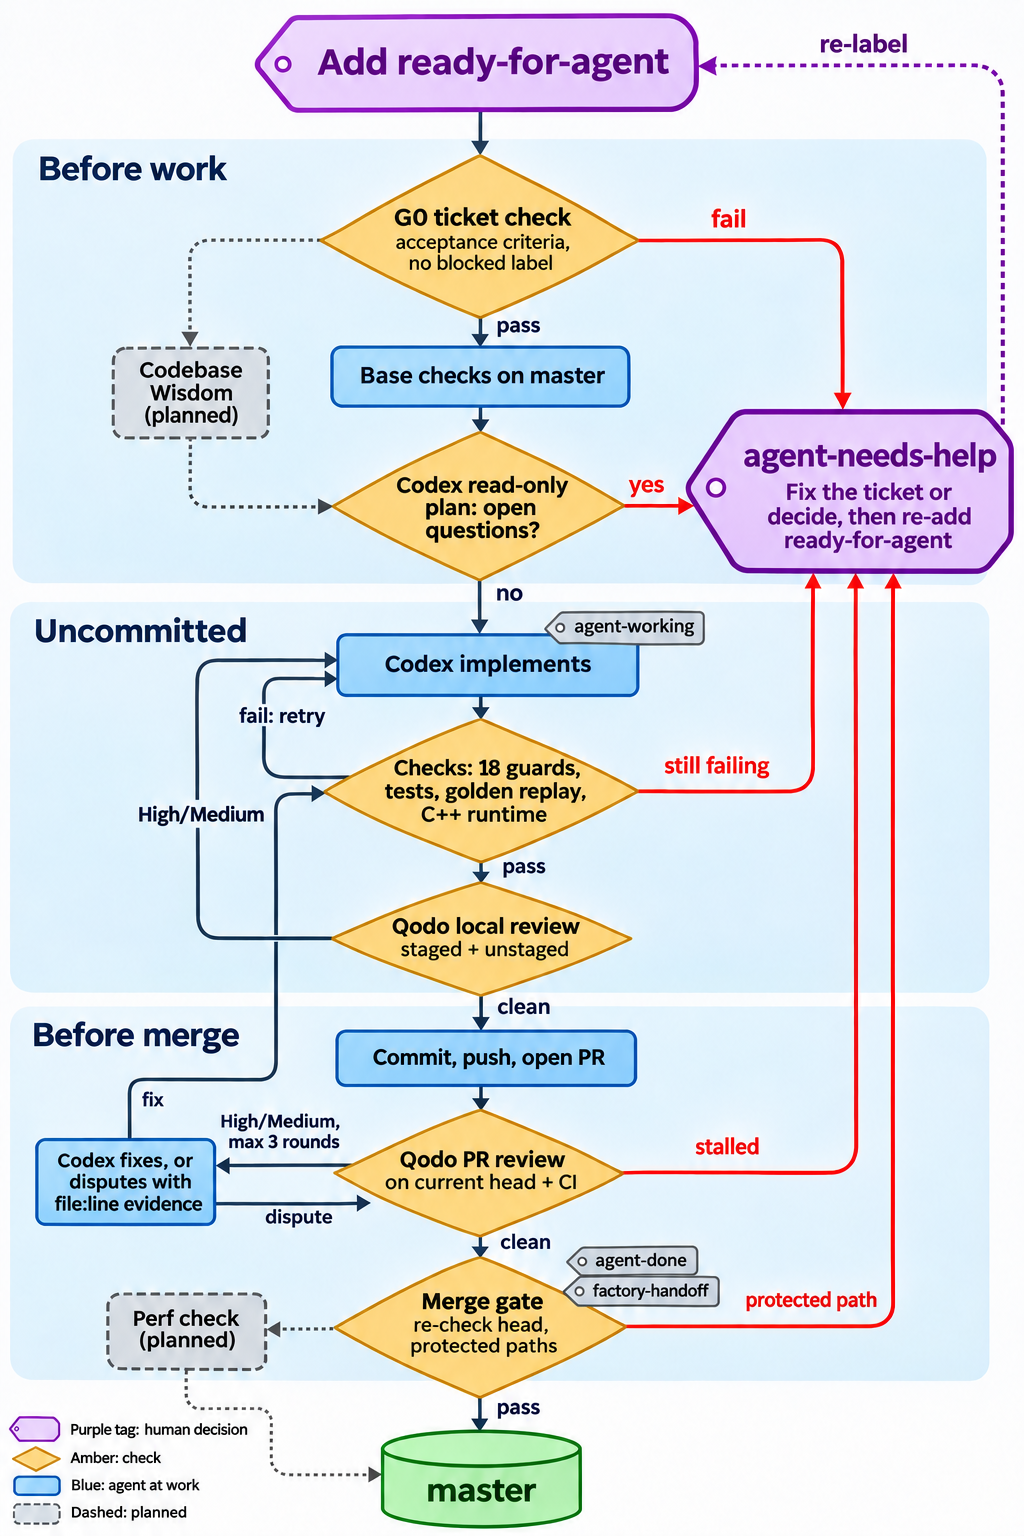 Add ready-for-agent
re-label
Before work
G0 ticket check
acceptance criteria,
no blocked label
fail
pass
Codebase
Wisdom
(planned)
Base checks on master
Codex read-only
plan: open
questions?
yes
agent-needs-help
Fix the ticket or
decide, then re-add
ready-for-agent
no
Uncommitted
agent-working
Codex implements
fail: retry
Checks: 18 guards,
tests, golden replay,
C++ runtime
still failing
High/Medium
pass
Qodo local review
staged + unstaged
clean
Before merge
Commit, push, open PR
fix
High/Medium,
max 3 rounds
Codex fixes, or
disputes with
file:line evidence
Qodo PR review
on current head + CI
stalled
dispute
clean
agent-done
factory-handoff
Merge gate
re-check head,
protected paths
protected path
Perf check
(planned)
pass
master
Purple tag: human decision
Amber: check
Blue: agent at work
Dashed: planned